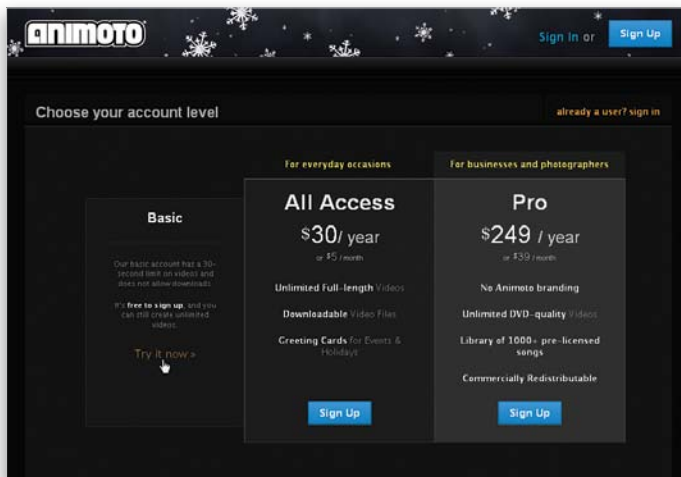 ANIMOTO
Sign In or Sign Up
Choose your account level
already a user? sign in
Basic
Our basic account has a 30-
second limit on videos and
does not allow downloads.
It's free to sign up, and you
can still create unlimited
videos.
Try it now »
For everyday occasions
All Access
$30/ year
or $5 / month
Unlimited Full-length Videos
Downloadable Video Files
Greeting Cards for Events &
Holidays
Sign Up
For businesses and photographers
Pro
$249 / year
or $39 / month
No Animoto branding
Unlimited DVD-quality Videos
Library of 1000+ pre-licensed
songs
Commercially Redistributable
Sign Up